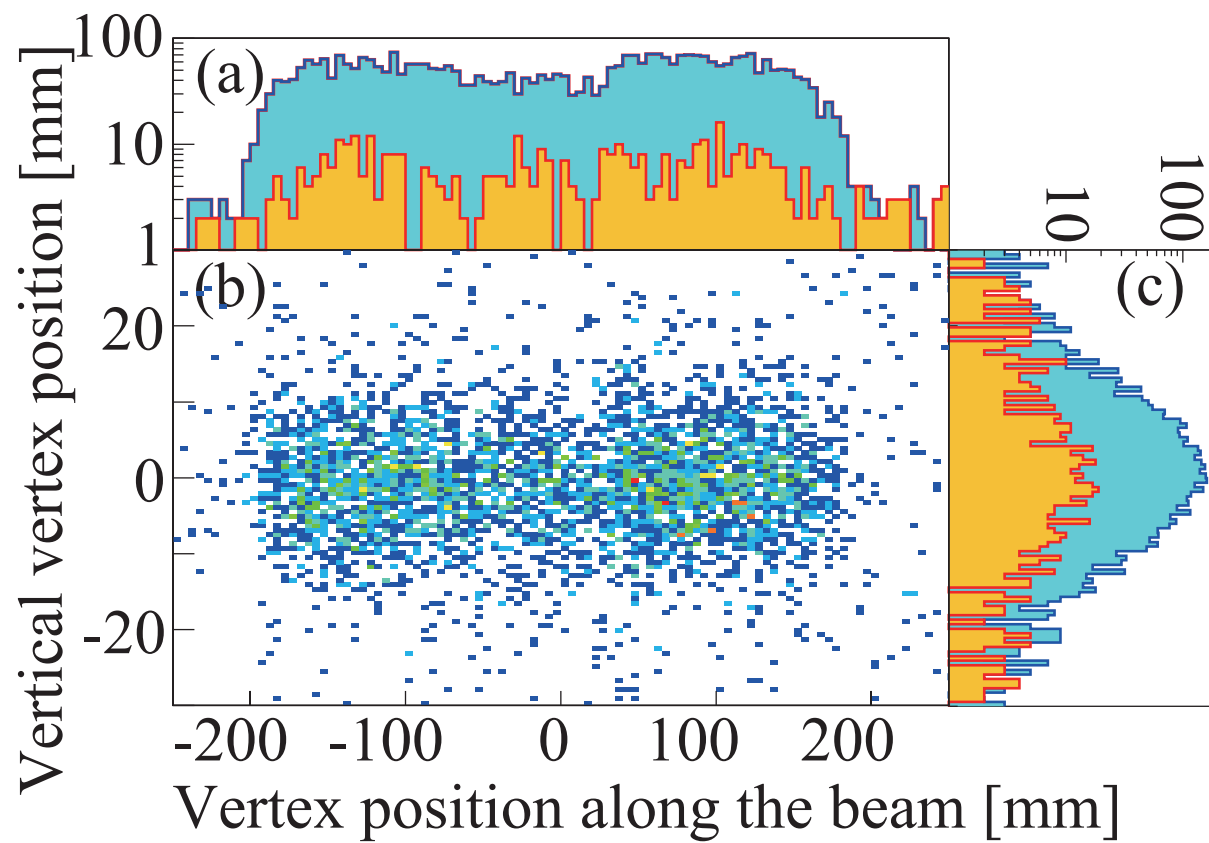 100
(a)
10
1
Vertical vertex position [mm]
10
100
(b)
(c)
20
0
-20
-200 -100 0 100 200
Vertex position along the beam [mm]